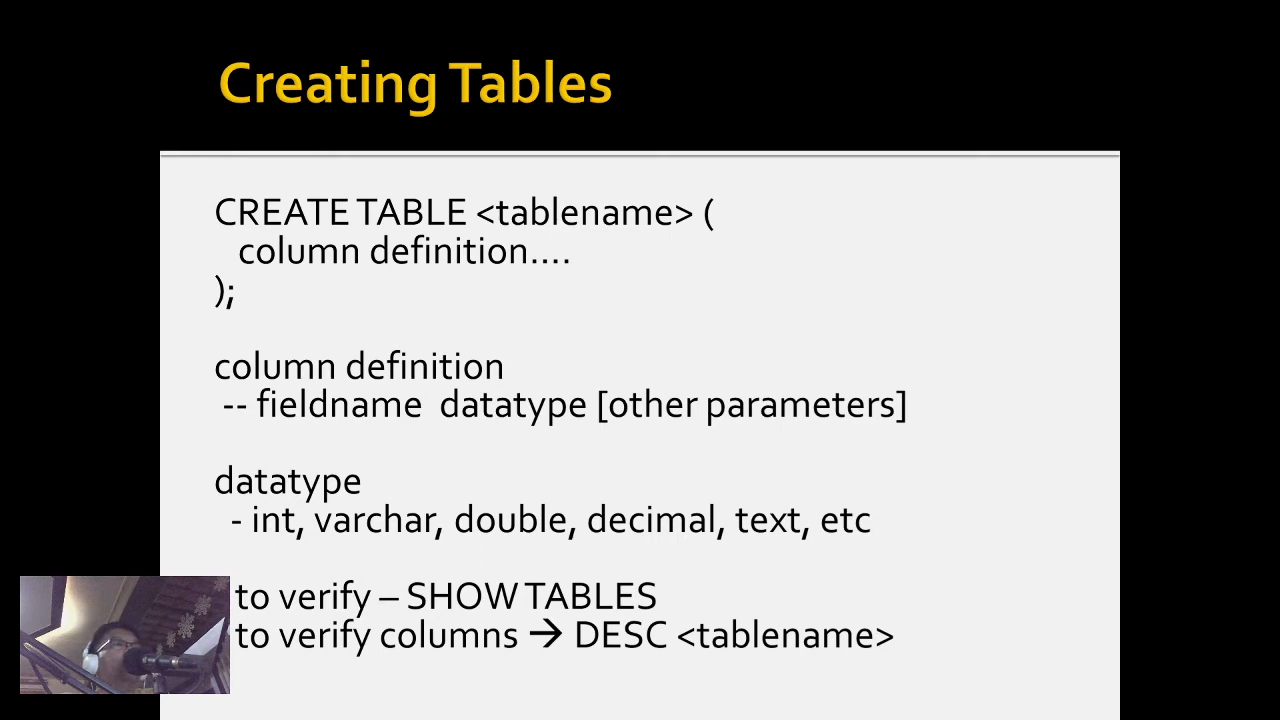 Creating Tables
CREATE TABLE <tablename> (
column definition....
);
column definition
-- fieldname  datatype [other parameters]
datatype
- int, varchar, double, decimal, text, etc
to verify – SHOW TABLES
to verify columns → DESC <tablename>